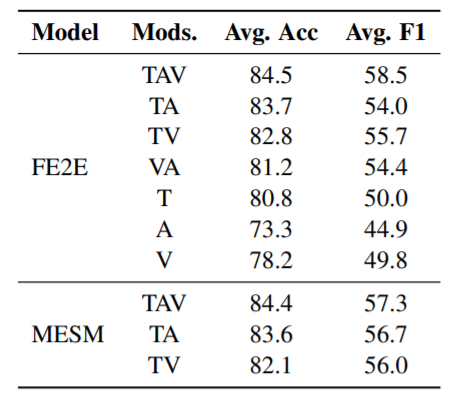 Model Mods. Avg. Acc Avg. F1
TAV 84.5 58.5
TA 83.7 54.0
TV 82.8 55.7
FE2E VA 81.2 54.4
T 80.8 50.0
A 73.3 44.9
V 78.2 49.8
TAV 84.4 57.3
MESM TA 83.6 56.7
TV 82.1 56.0